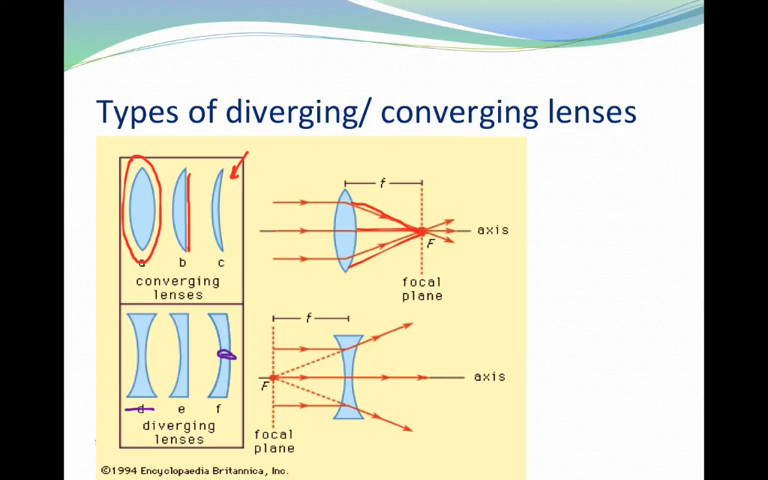 Types of diverging/ converging lenses
a b c
converging
lenses
d e f
diverging
lenses
f
F
axis
focal
plane
f
F
axis
focal
plane
©1994 Encyclopaedia Britannica, Inc.